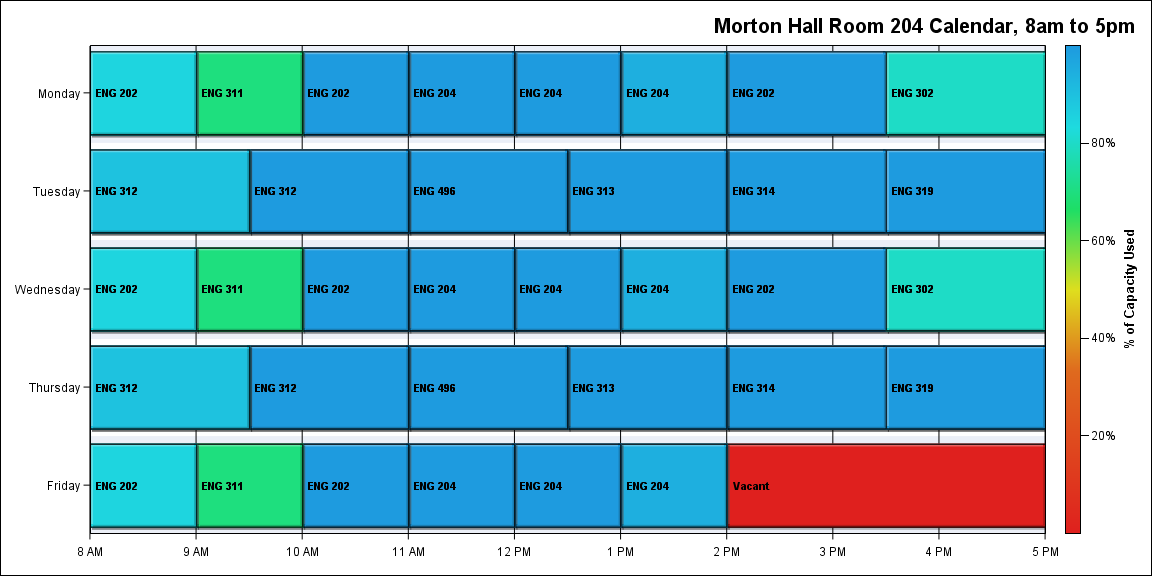 Morton Hall Room 204 Calendar, 8am to 5pm
Monday ENG 202 ENG 311 ENG 202 ENG 204 ENG 204 ENG 204 ENG 202 ENG 302
Tuesday ENG 312 ENG 312 ENG 496 ENG 313 ENG 314 ENG 319
Wednesday ENG 202 ENG 311 ENG 202 ENG 204 ENG 204 ENG 204 ENG 202 ENG 302
Thursday ENG 312 ENG 312 ENG 496 ENG 313 ENG 314 ENG 319
Friday ENG 202 ENG 311 ENG 202 ENG 204 ENG 204 ENG 204 Vacant
8 AM 9 AM 10 AM 11 AM 12 PM 1 PM 2 PM 3 PM 4 PM 5 PM
80%
60%
40%
20%
% of Capacity Used